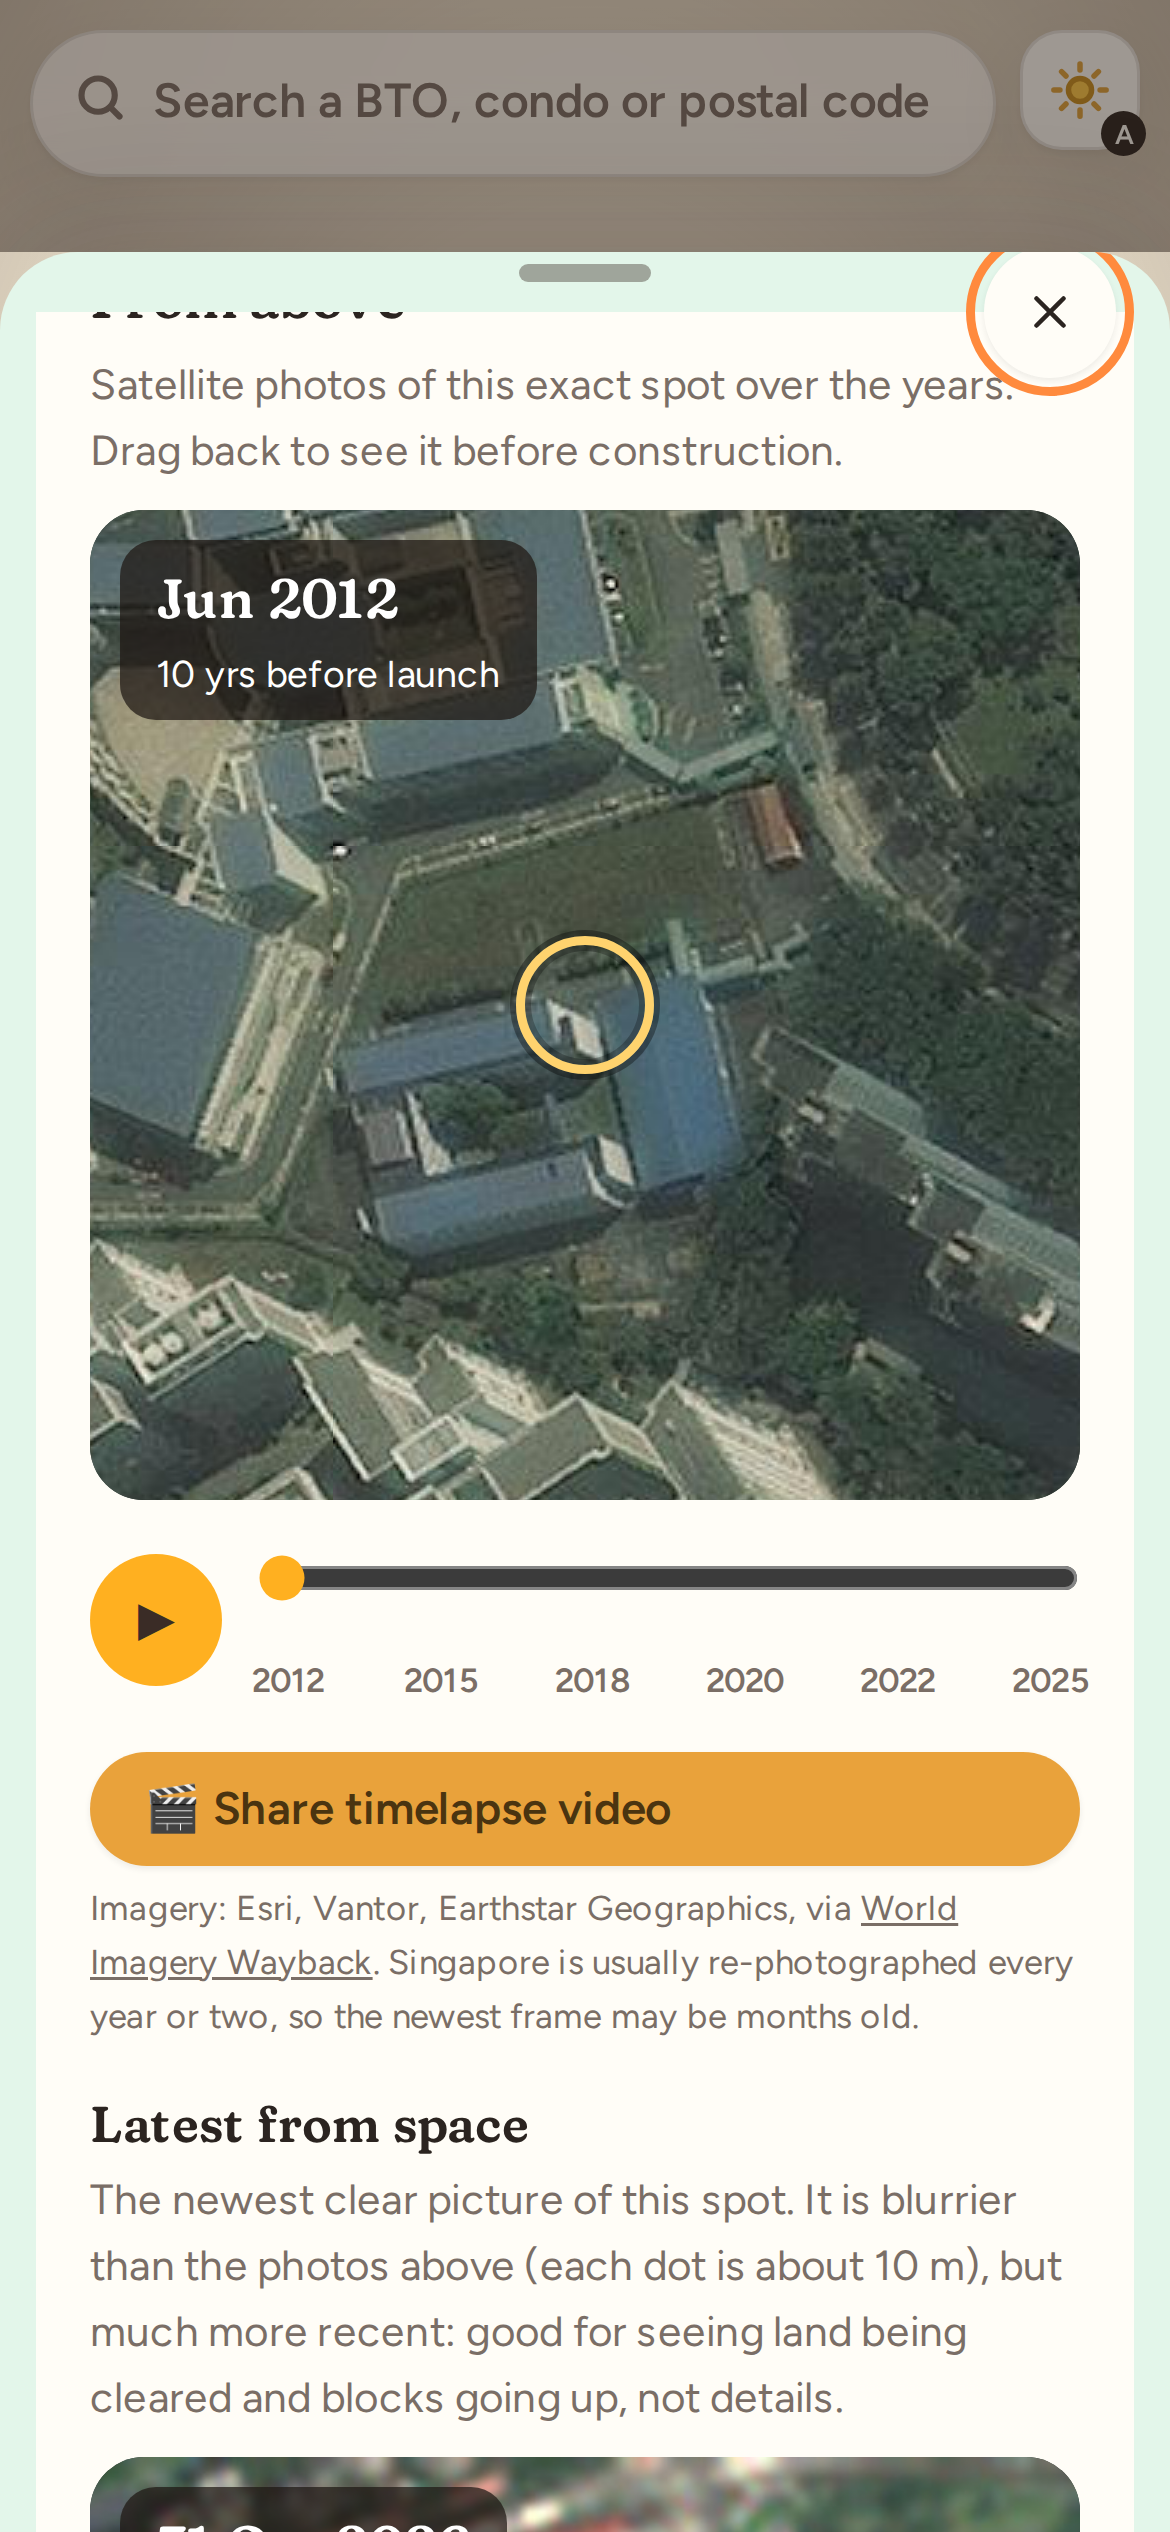 Search a BTO, condo or postal code
A
From above
Satellite photos of this exact spot over the years.
Drag back to see it before construction.
Jun 2012
10 yrs before launch
2012 2015 2018 2020 2022 2025
Share timelapse video
Imagery: Esri, Vantor, Earthstar Geographics, via World
Imagery Wayback. Singapore is usually re-photographed every
year or two, so the newest frame may be months old.
Latest from space
The newest clear picture of this spot. It is blurrier
than the photos above (each dot is about 10 m), but
much more recent: good for seeing land being
cleared and blocks going up, not details.